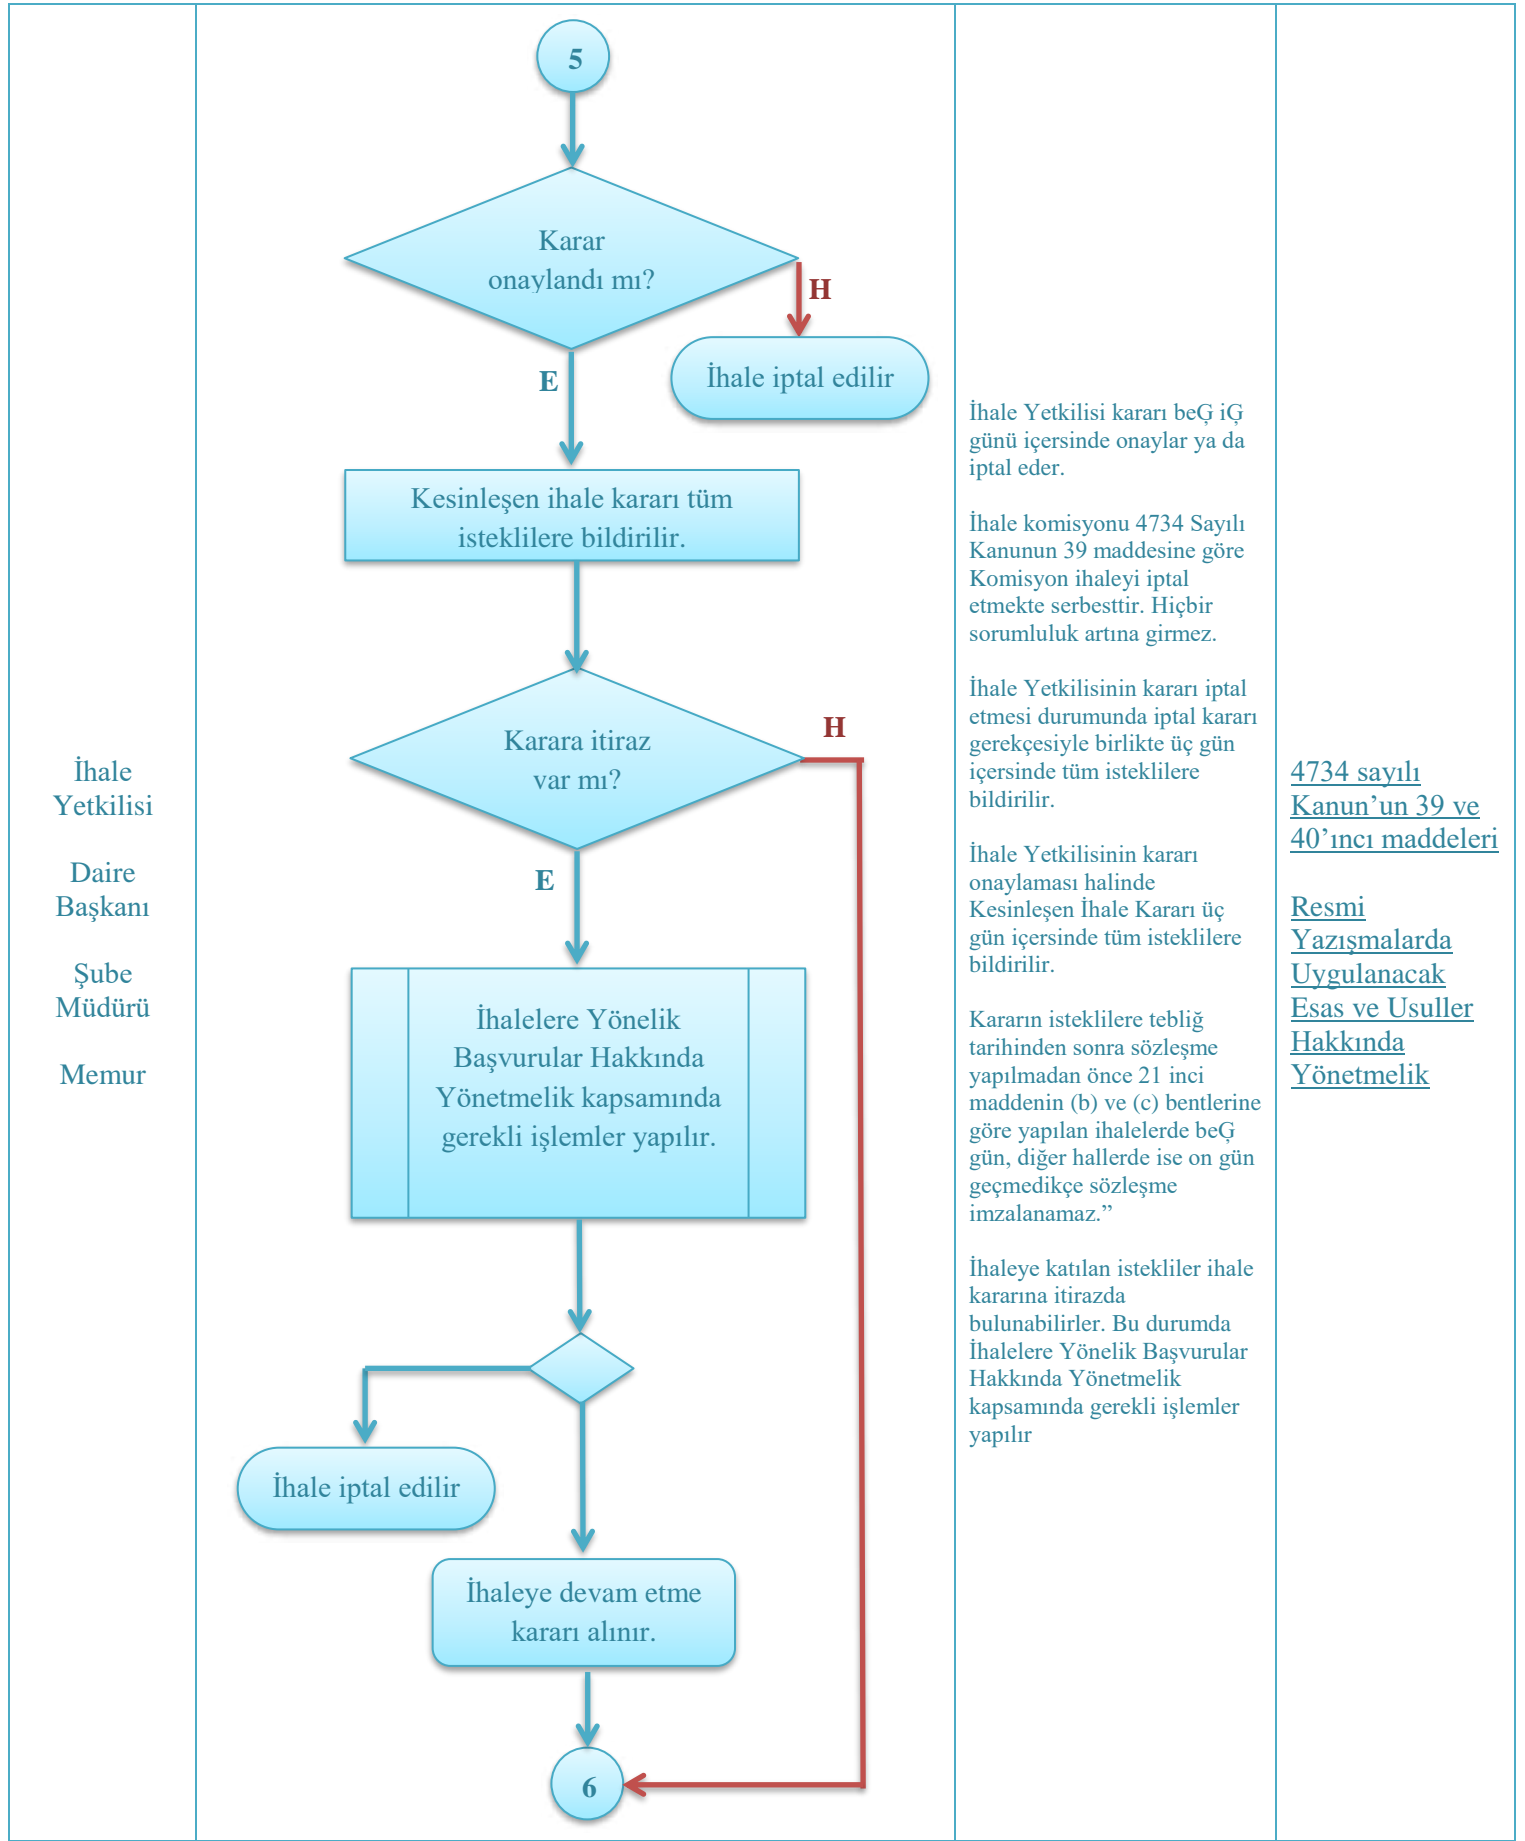 İhale
Yetkilisi
Daire
Başkanı
Şube
Müdürü
Memur
5
Karar
onaylandı mı?
H
İhale iptal edilir
E
Kesinleşen ihale kararı tüm
isteklilere bildirilir.
Karara itiraz
var mı?
H
E
İhalelere Yönelik
Başvurular Hakkında
Yönetmelik kapsamında
gerekli işlemler yapılır.
İhale iptal edilir
İhaleye devam etme
kararı alınır.
6
İhale Yetkilisi kararı beĢ iĢ
günü içersinde onaylar ya da
iptal eder.
İhale komisyonu 4734 Sayılı
Kanunun 39 maddesine göre
Komisyon ihaleyi iptal
etmekte serbesttir. Hiçbir
sorumluluk artına girmez.
İhale Yetkilisinin kararı iptal
etmesi durumunda iptal kararı
gerekçesiyle birlikte üç gün
içersinde tüm isteklilere
bildirilir.
İhale Yetkilisinin kararı
onaylaması halinde
Kesinleşen İhale Kararı üç
gün içersinde tüm isteklilere
bildirilir.
Kararın isteklilere tebliğ
tarihinden sonra sözleşme
yapılmadan önce 21 inci
maddenin (b) ve (c) bentlerine
göre yapılan ihalelerde beĢ
gün, diğer hallerde ise on gün
geçmedikçe sözleşme
imzalanamaz.”
İhaleye katılan istekliler ihale
kararına itirazda
bulunabilirler. Bu durumda
İhalelere Yönelik Başvurular
Hakkında Yönetmelik
kapsamında gerekli işlemler
yapılır
4734 sayılı
Kanun’un 39 ve
40’ıncı maddeleri
Resmi
Yazışmalarda
Uygulanacak
Esas ve Usuller
Hakkında
Yönetmelik